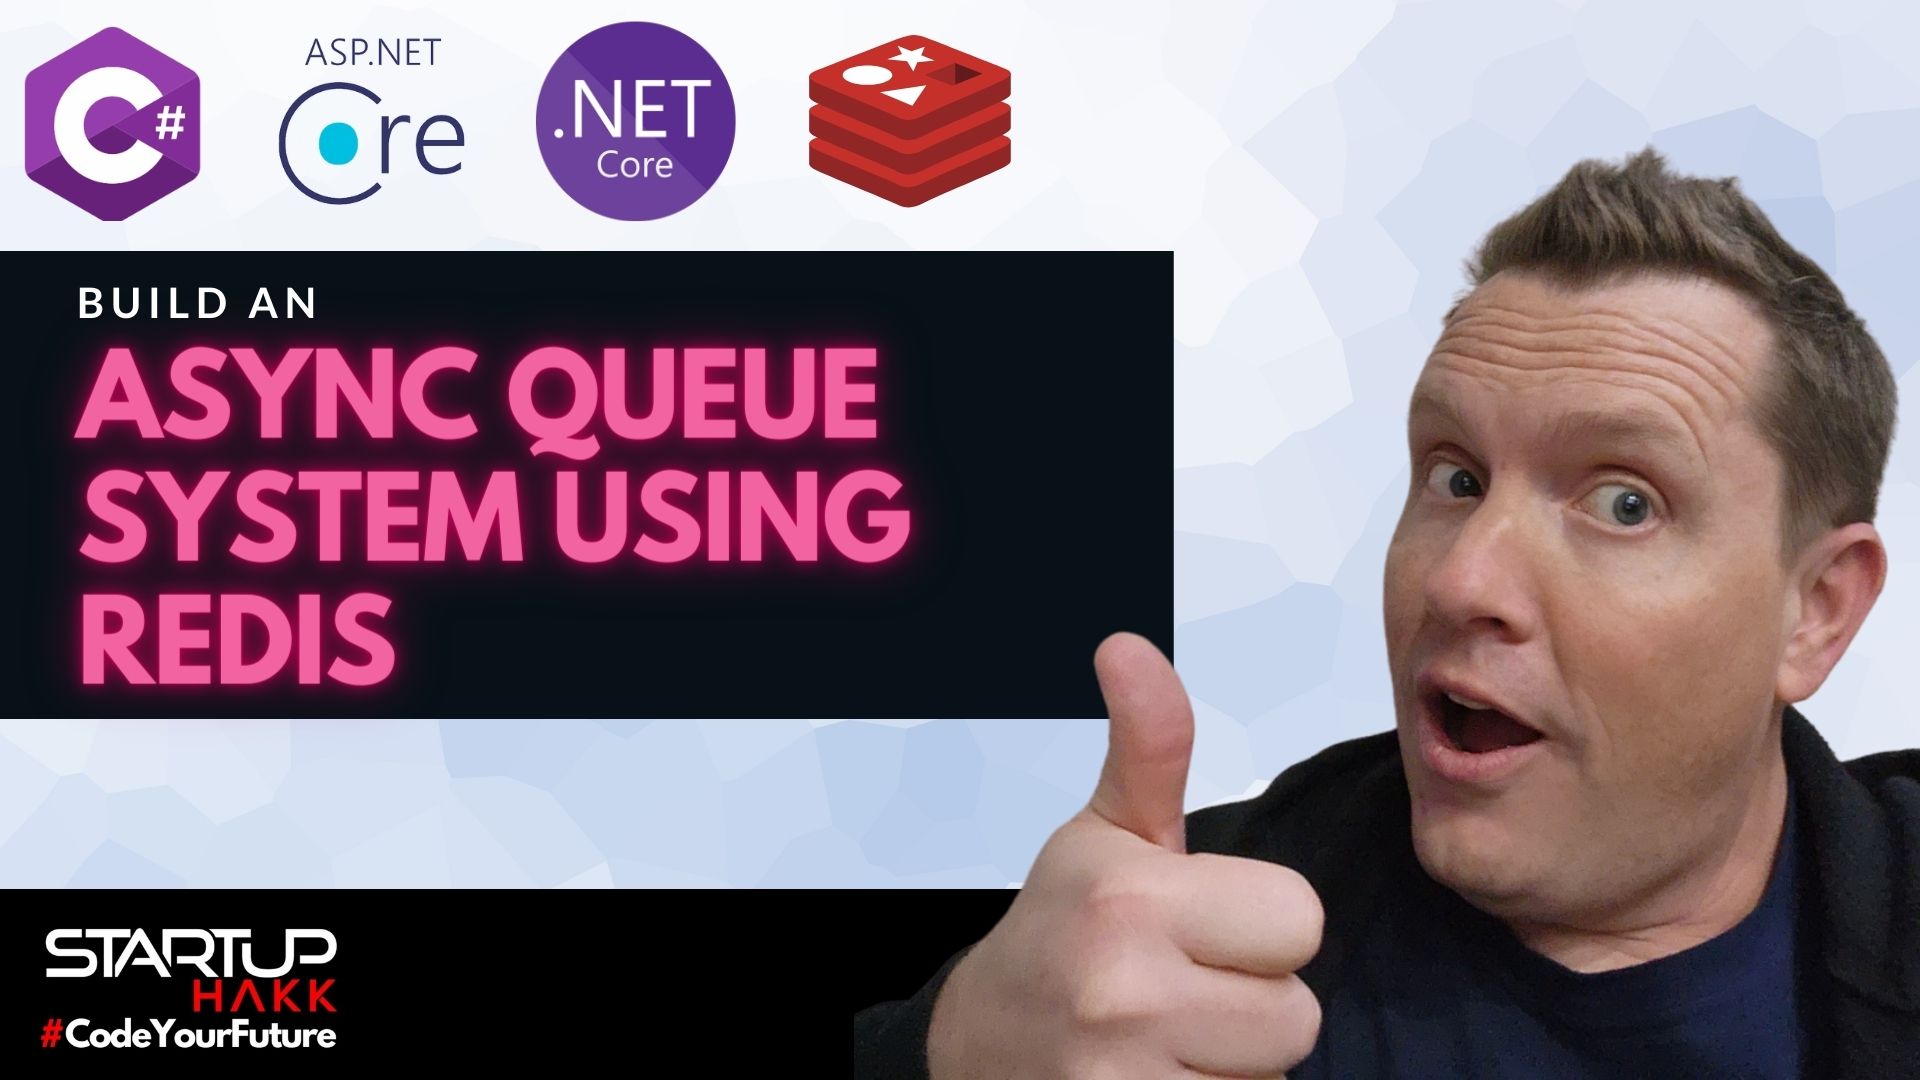 C#
ASP.NET
Core
.NET
Core
BUILD AN
ASYNC QUEUE
SYSTEM USING
REDIS
STARTUP
HAKK
#CodeYourFuture